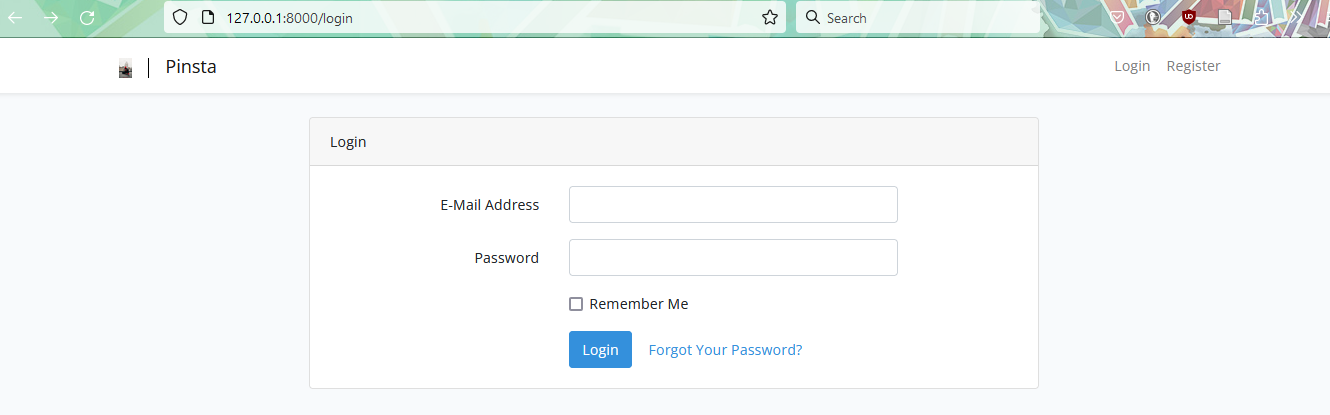 127.0.0.1:8000/login
Search
Pinsta
Login
Register
Login
E-Mail Address
Password
Remember Me
Login
Forgot Your Password?